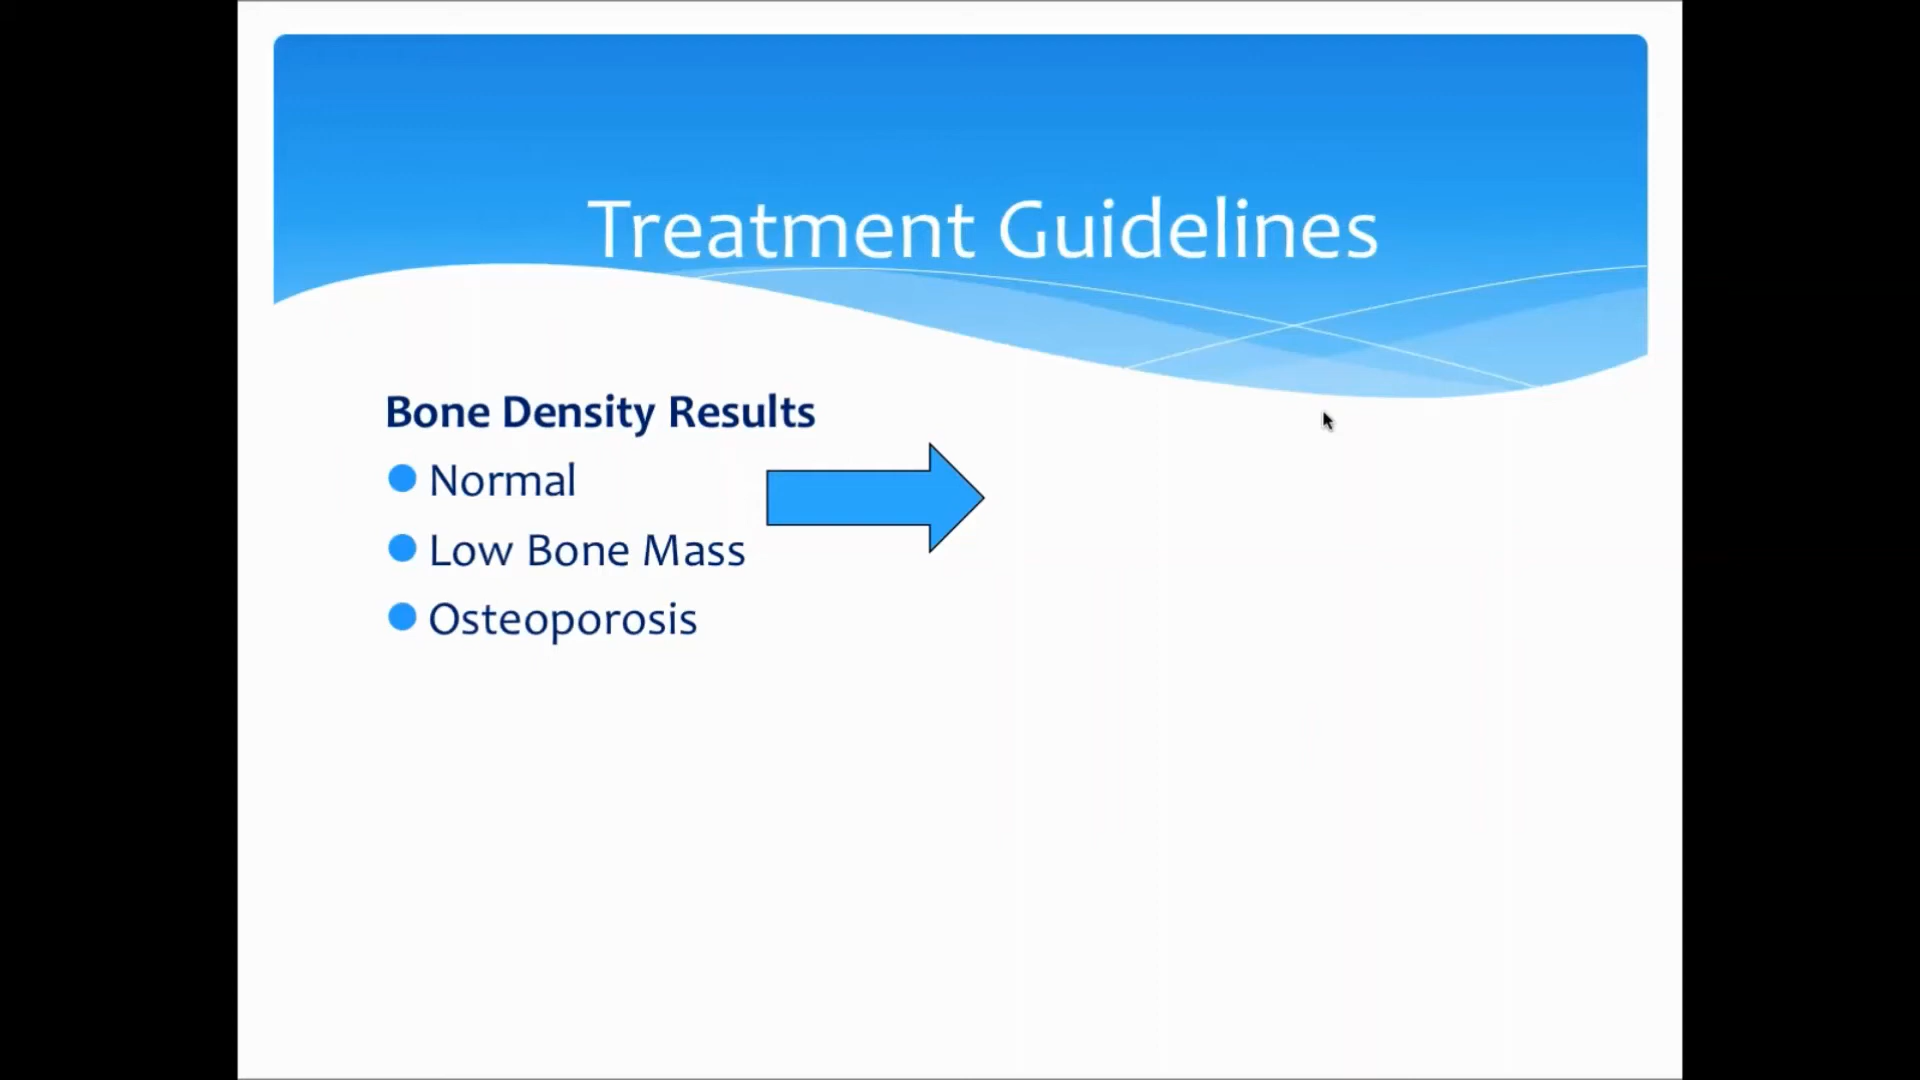 Treatment Guidelines
Bone Density Results
Normal
Low Bone Mass
Osteoporosis